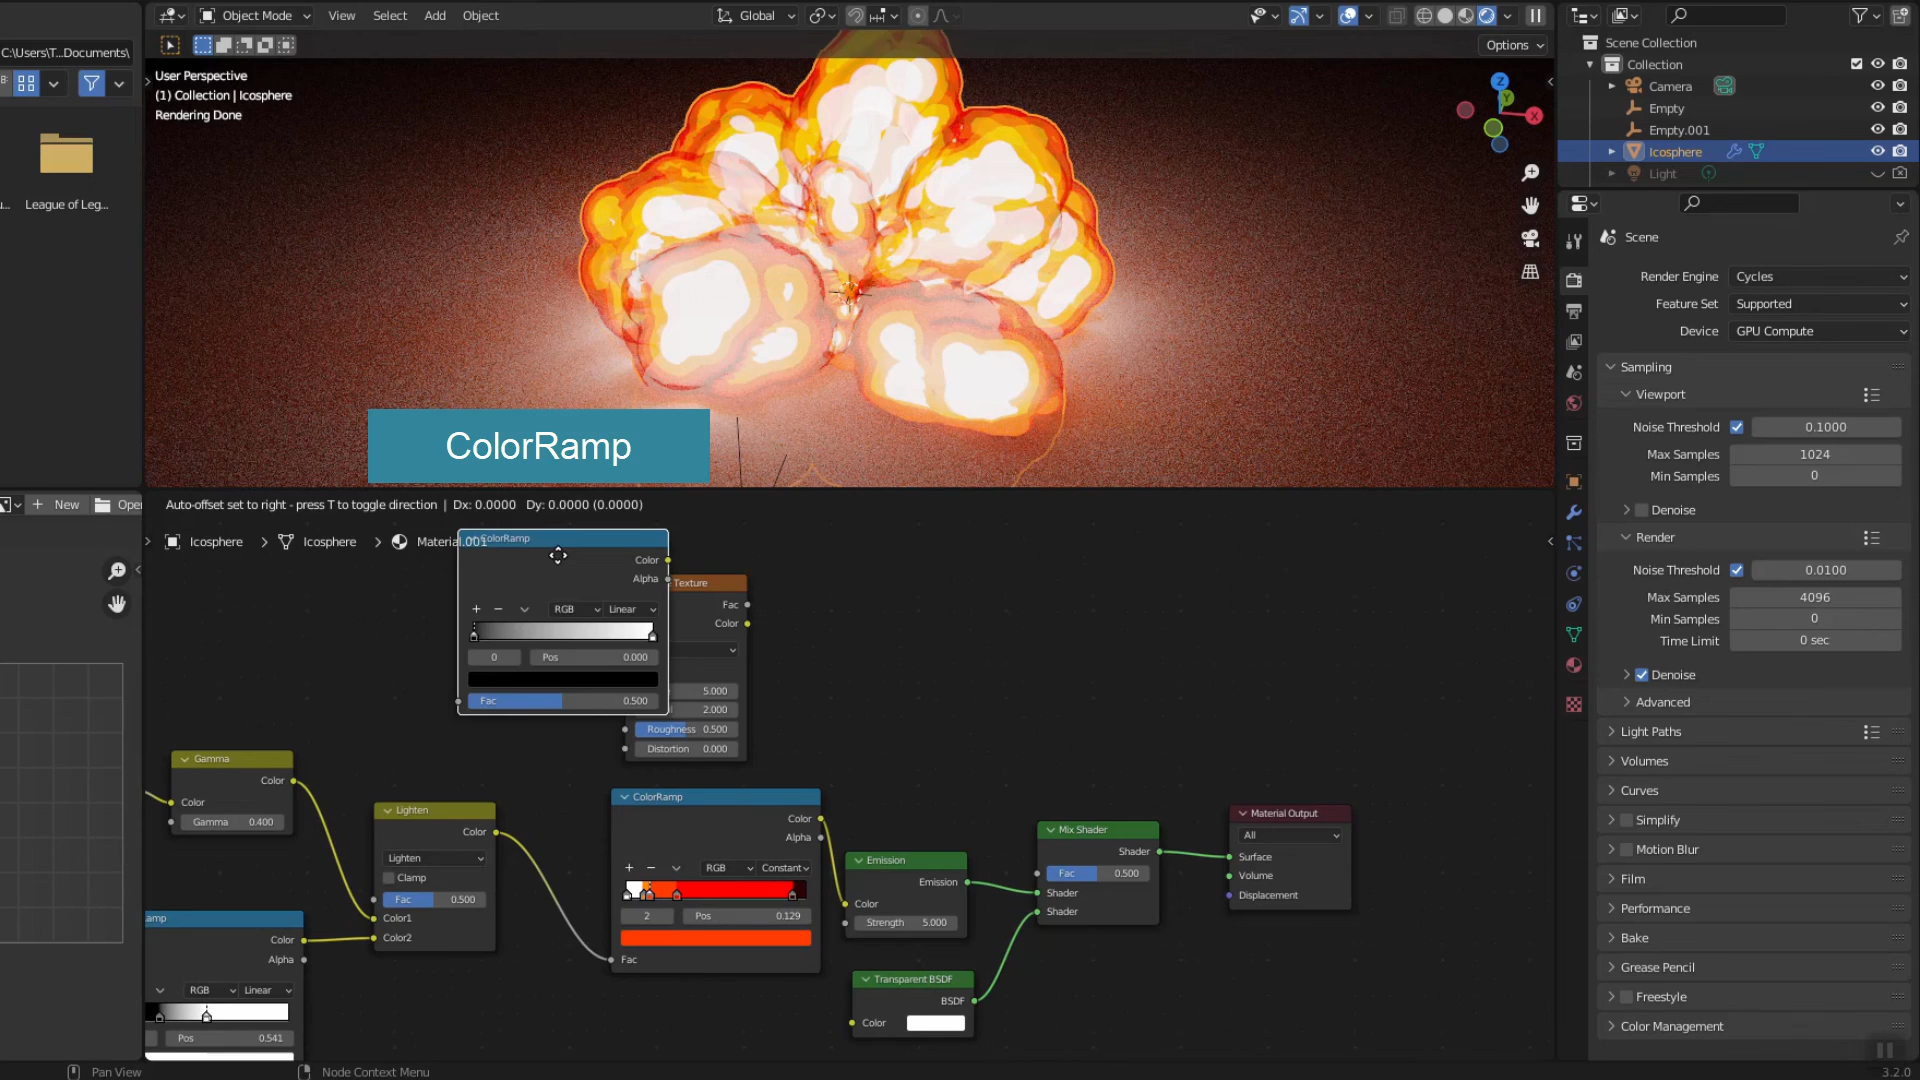 Object Mode
View
Select
Add
Object
Global
Options
C:\Users\T...Documents\
League of Leg...
User Perspective
(1) Collection | Icosphere
Rendering Done
Z
Y
X
ColorRamp
Scene Collection
Collection
Camera
Empty
Empty.001
Icosphere
Light
Scene
Render Engine
Cycles
Feature Set
Supported
Device
GPU Compute
Sampling
Viewport
Noise Threshold
0.1000
Max Samples
1024
Min Samples
0
Denoise
Render
Noise Threshold
0.0100
Max Samples
4096
Min Samples
0
Time Limit
0 sec
Denoise
Advanced
Light Paths
Volumes
Curves
Simplify
Motion Blur
Film
Performance
Bake
Grease Pencil
Freestyle
Color Management
New
Auto-offset set to right - press T to toggle direction | Dx: 0.0000 Dy: 0.0000 (0.0000)
Icosphere
Icosphere
Material.001
ColorRamp
Color
Alpha
RGB
Linear
0
Pos
0.000
Fac
0.500
Texture
Fac
Color
5.000
2.000
Roughness
0.500
Distortion
0.000
Gamma
Color
Color
Gamma
0.400
Lighten
Color
Lighten
Clamp
Fac
0.500
Color1
Color2
Color
Alpha
RGB
Linear
Pos
0.541
ColorRamp
Color
Alpha
RGB
Constant
2
Pos
0.129
Fac
Emission
Emission
Color
Strength
5.000
Transparent BSDF
BSDF
Color
Mix Shader
Shader
Fac
0.500
Shader
Shader
Material Output
All
Surface
Volume
Displacement
Pan View
Node Context Menu
3.2.0